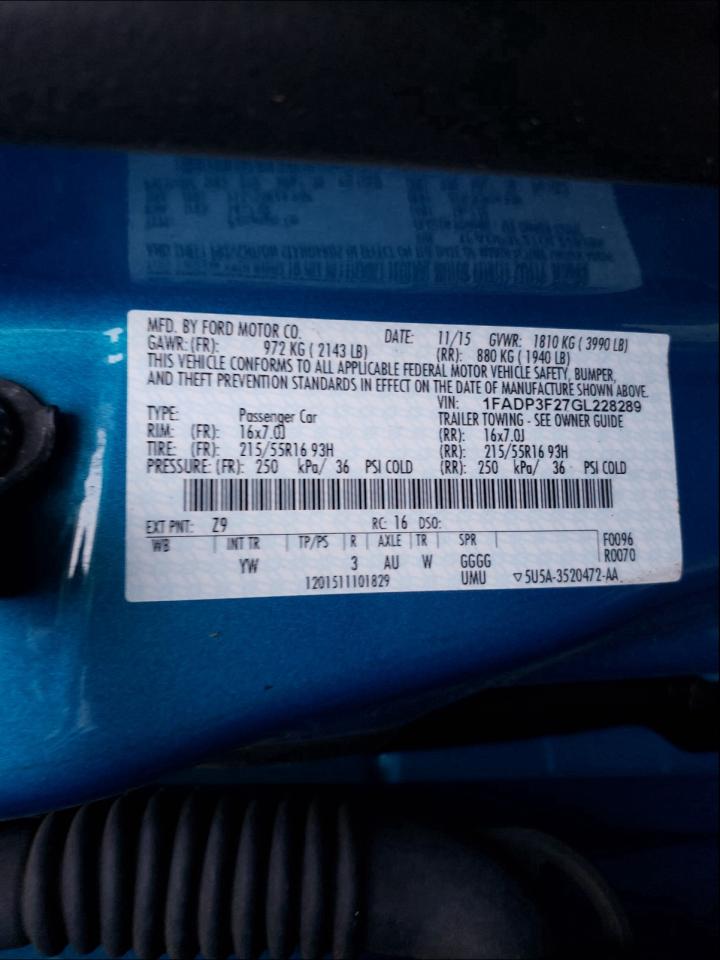 MFD. BY FORD MOTOR CO. DATE: 11/15 GVWR: 1810 KG ( 3990 LB)
GAWR: (FR): 972 KG ( 2143 LB) (RR): 880 KG ( 1940 LB)
THIS VEHICLE CONFORMS TO ALL APPLICABLE FEDERAL MOTOR VEHICLE SAFETY, BUMPER,
AND THEFT PREVENTION STANDARDS IN EFFECT ON THE DATE OF MANUFACTURE SHOWN ABOVE.
VIN: 1FADP3F27GL228289
TYPE: Passenger Car TRAILER TOWING - SEE OWNER GUIDE
RIM: (FR): 16x7.0J (RR): 16x7.0J
TIRE: (FR): 215/55R16 93H (RR): 215/55R16 93H
PRESSURE: (FR): 250 kPa/ 36 PSI COLD (RR): 250 kPa/ 36 PSI COLD
EXT PNT: Z9 RC: 16 DSO:
WB INT TR TP/PS R AXLE TR SPR F0096
YW 3 AU W GGGG R0070
1201511101829 UMU ▽5U5A-3520472-AA